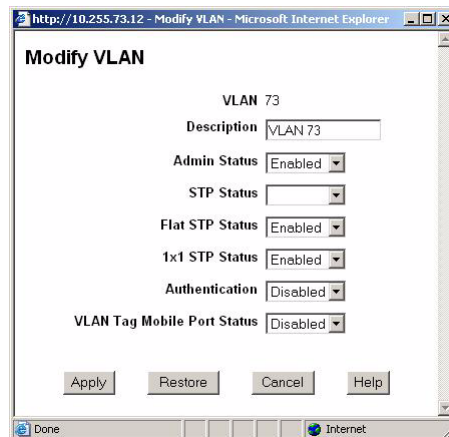 http://10.255.73.12 - Modify VLAN - Microsoft Internet Explorer
Modify VLAN
VLAN 73
Description VLAN 73
Admin Status Enabled
STP Status
Flat STP Status Enabled
1x1 STP Status Enabled
Authentication Disabled
VLAN Tag Mobile Port Status Disabled
Apply Restore Cancel Help
Done Internet